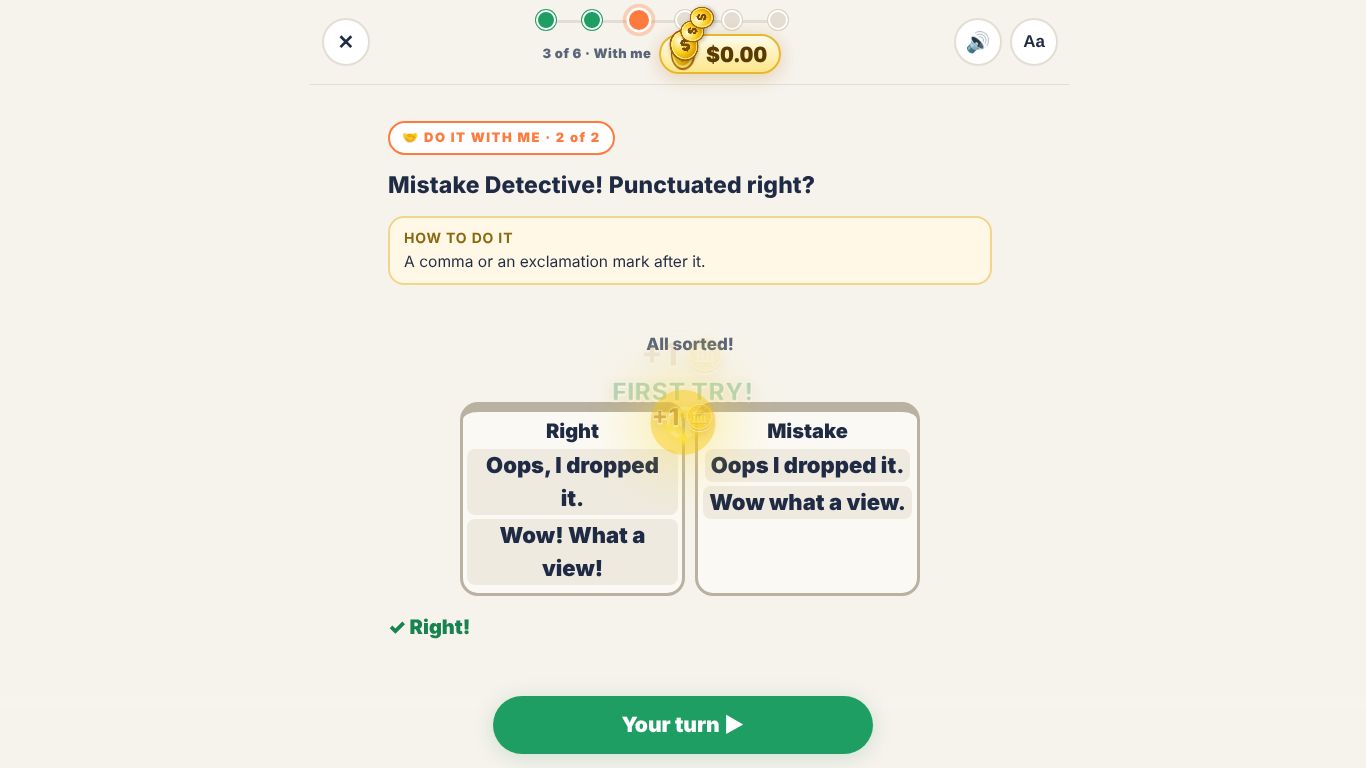 ✕
3 of 6 · With me
$0.00
🔊
Aa
🤝 DO IT WITH ME · 2 of 2
Mistake Detective! Punctuated right?
HOW TO DO IT
A comma or an exclamation mark after it.
All sorted!
+1
FIRST TRY!
+1
Right
Mistake
Oops, I dropped
it.
Wow! What a
view!
Oops I dropped it.
Wow what a view.
✓ Right!
Your turn ▶